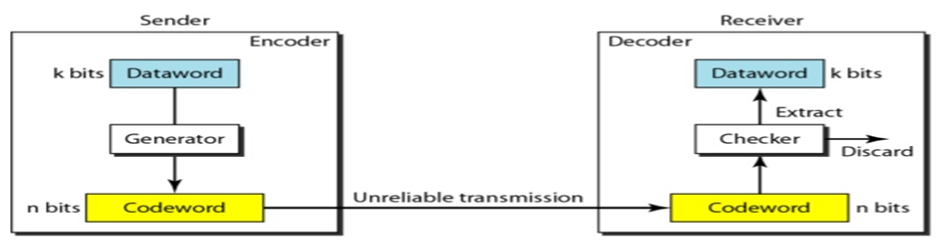 Sender
Receiver
Encoder
Decoder
k bits Dataword
Dataword k bits
Extract
Generator
Checker
Discard
Unreliable transmission
n bits Codeword
Codeword n bits